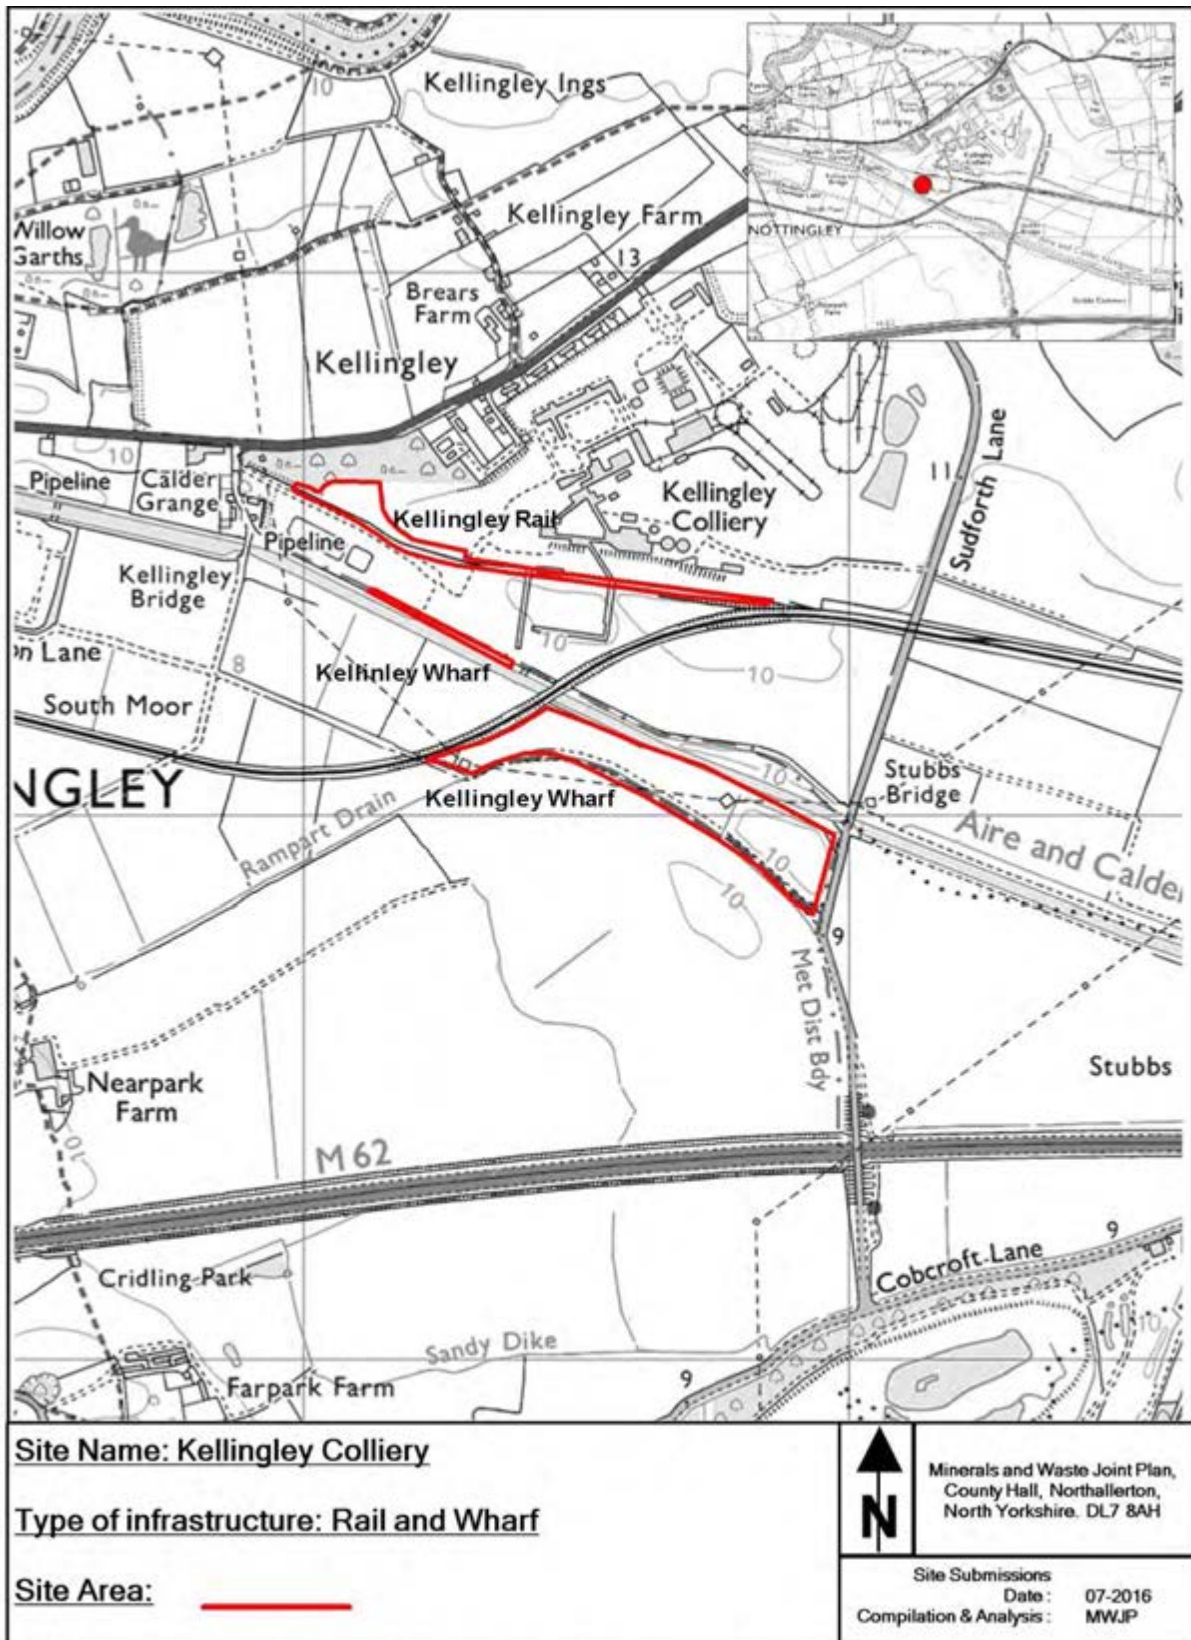 Kellingley Ings
10
Willow
Garths
Kellingley Farm
13
Brears
Farm
Kellingley
NOTTINGLEY
10
Pipeline
Calder
Grange
Pipeline
Kellingley Rail
Kellingley
Colliery
11
Sudforth Lane
Kellingley
Bridge
on Lane
8
10
10
Kellinley Wharf
South Moor
NGLEY
Kellingley Wharf
Rampart Drain
10
Stubbs
Bridge
Aire and Calde
10
10
9
Met Dist Bdy
Nearpark
Farm
10
Stubbs
M 62
Cridling Park
9
Cobcroft Lane
Sandy Dike
10
Farpark Farm
9
Site Name: Kellingley Colliery
Type of infrastructure: Rail and Wharf
Site Area:
N
Minerals and Waste Joint Plan,
County Hall, Northallerton,
North Yorkshire. DL7 8AH
Site Submissions
Date : 07-2016
Compilation & Analysis : MWJP